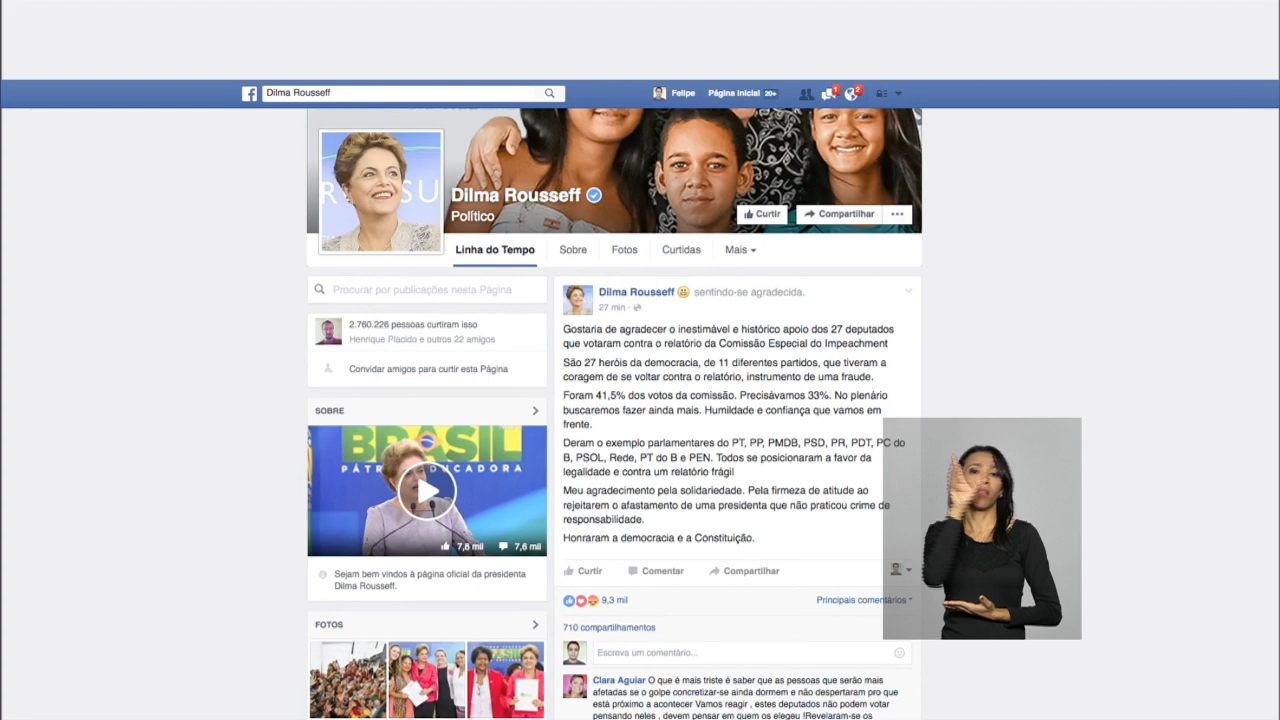 Dilma Rousseff
Felipe
Página Inicial 20+
1
2
Dilma Rousseff
Político
Curtir
Compartilhar
Linha do Tempo
Sobre
Fotos
Curtidas
Mais
Procurar por publicações nesta Página
2.760.226 pessoas curtiram isso
Henrique Placido e outros 22 amigos
Convidar amigos para curtir esta Página
SOBRE
BRASIL
PÁTRIA EDUCADORA
7,8 mil
7,6 mil
Sejam bem vindos à página oficial da presidenta
Dilma Rousseff.
FOTOS
Dilma Rousseff sentindo-se agradecida.
27 min ·
Gostaria de agradecer o inestimável e histórico apoio dos 27 deputados
que votaram contra o relatório da Comissão Especial do Impeachment
São 27 heróis da democracia, de 11 diferentes partidos, que tiveram a
coragem de se voltar contra o relatório, instrumento de uma fraude.
Foram 41,5% dos votos da comissão. Precisávamos 33%. No plenário
buscaremos fazer ainda mais. Humildade e confiança que vamos em
frente.
Deram o exemplo parlamentares do PT, PP, PMDB, PSD, PR, PDT, PC do
B, PSOL, Rede, PT do B e PEN. Todos se posicionaram a favor da
legalidade e contra um relatório frágil
Meu agradecimento pela solidariedade. Pela firmeza de atitude ao
rejeitarem o afastamento de uma presidenta que não praticou crime de
responsabilidade.
Honraram a democracia e a Constituição.
Curtir
Comentar
Compartilhar
9,3 mil
Principais comentários
710 compartilhamentos
Escreva um comentário...
Clara Aguiar O que é mais triste é saber que as pessoas que serão mais
afetadas se o golpe concretizar-se ainda dormem e não despertaram pro que
está próximo a acontecer Vamos reagir , estes deputados não podem votar
pensando neles , devem pensar em quem os elegeu !Revelaram-se os